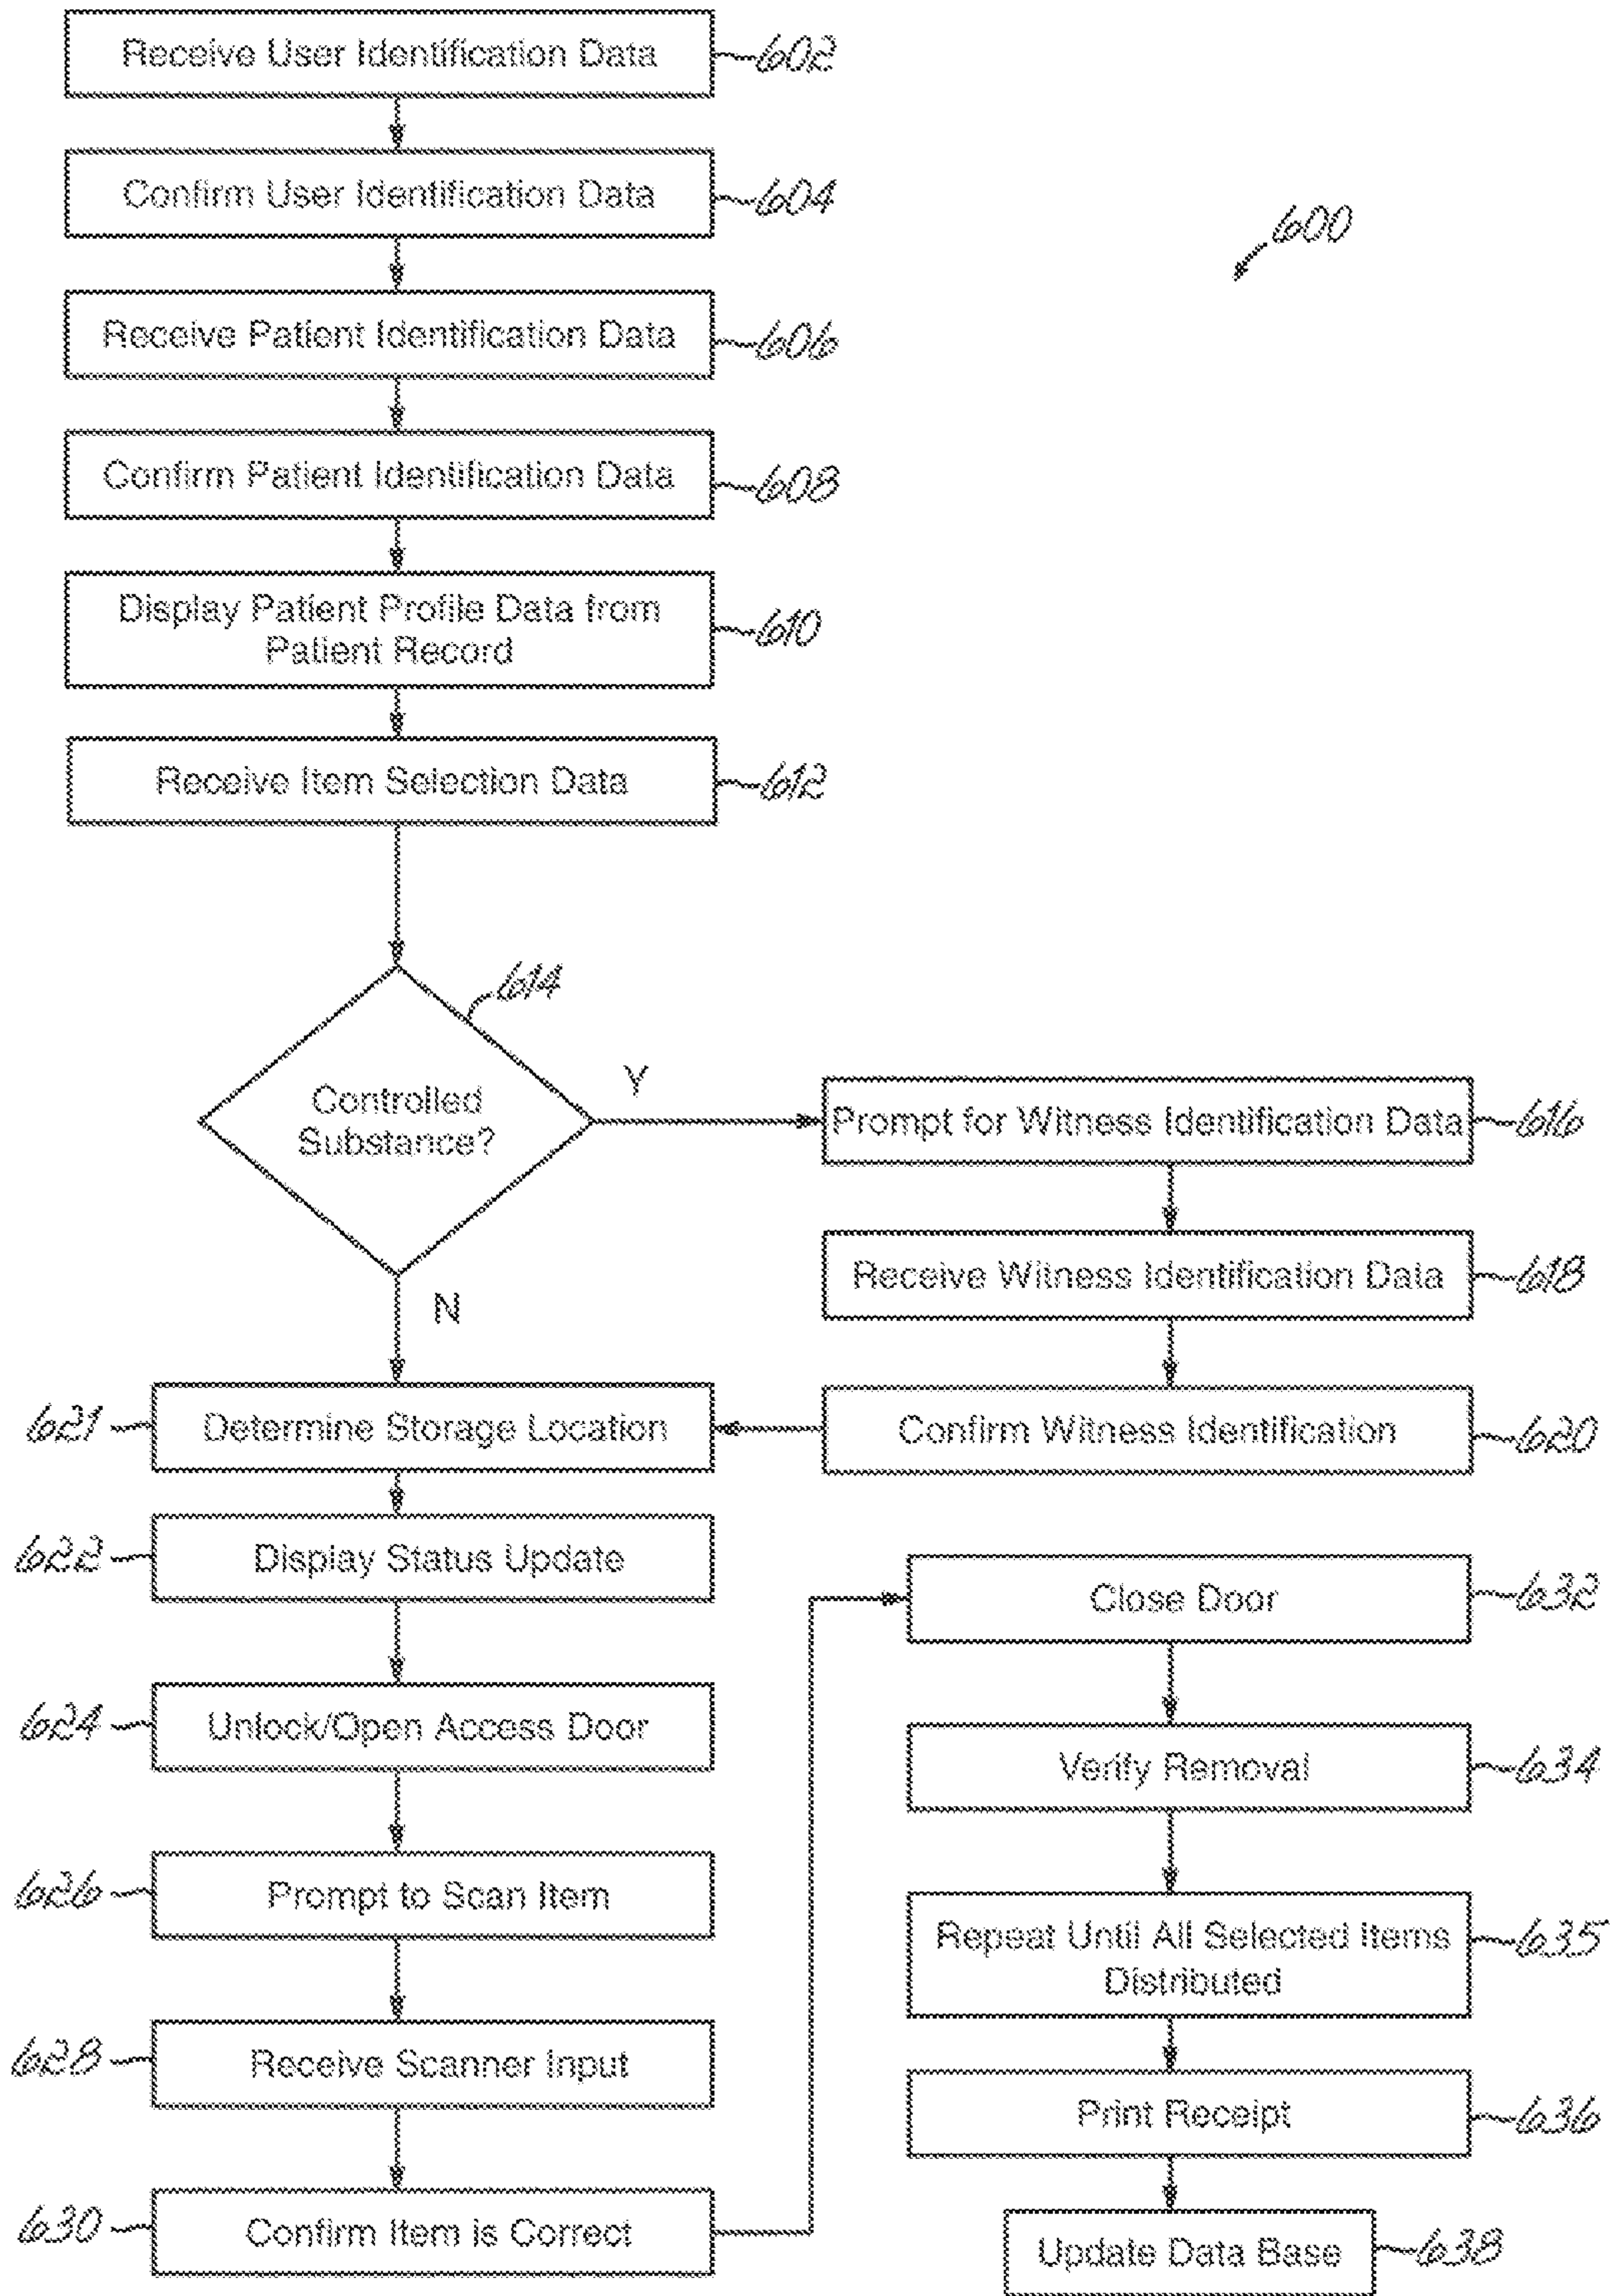 Receive User Identification Data
602
Confirm User Identification Data
604
600
Receive Patient Identification Data
606
Confirm Patient Identification Data
608
Display Patient Profile Data from
Patient Record
610
Receive Item Selection Data
612
614
Controlled
Substance?
Y
N
Prompt for Witness Identification Data
616
Receive Witness Identification Data
618
Confirm Witness Identification
620
621
Determine Storage Location
622
Display Status Update
624
Unlock/Open Access Door
626
Prompt to Scan Item
628
Receive Scanner Input
630
Confirm Item is Correct
Close Door
632
Verify Removal
634
Repeat Until All Selected Items
Distributed
635
Print Receipt
636
Update Data Base
638